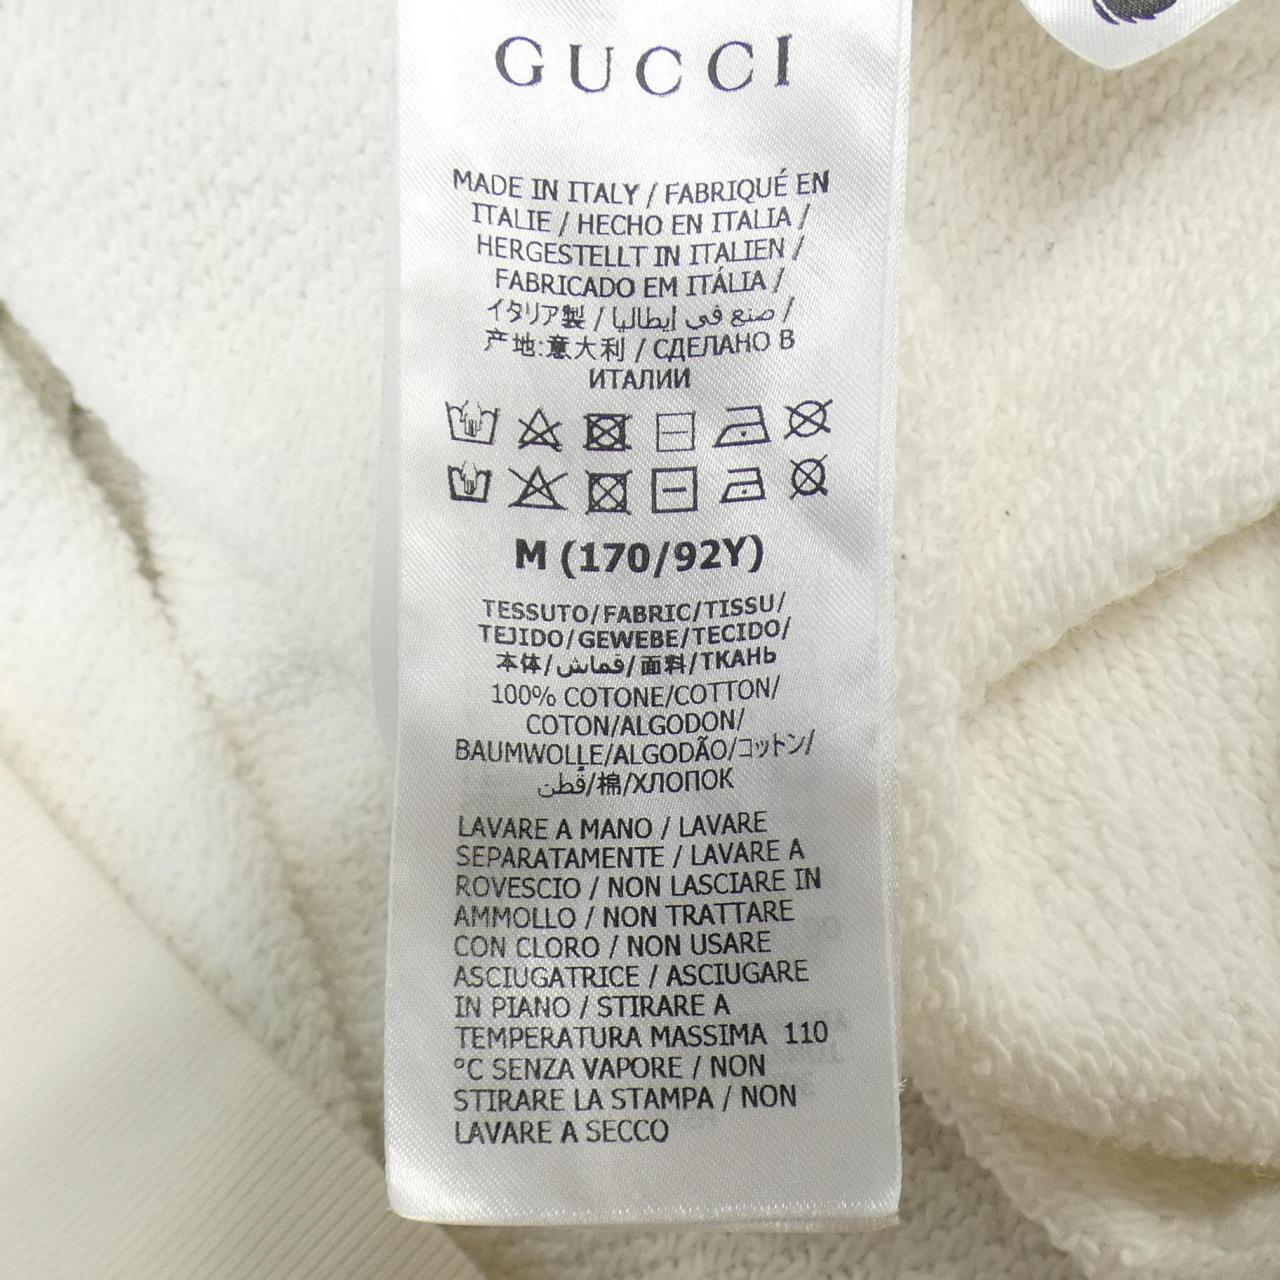 GUCCI
MADE IN ITALY / FABRIQUÉ EN
ITALIE / HECHO EN ITALIA /
HERGESTELLT IN ITALIEN /
FABRICADO EM ITÁLIA /
イタリア製 / صنع في إيطاليا /
产地:意大利 / СДЕЛАНО В
ИТАЛИИ
M (170/92Y)
TESSUTO/FABRIC/TISSU/
TEJIDO/GEWEBE/TECIDO/
本体/قماش/面料/ТКАНЬ
100% COTONE/COTTON/
COTON/ALGODON/
BAUMWOLLE/ALGODÃO/コットン/
قُطن/棉/ХЛОПОК
LAVARE A MANO / LAVARE
SEPARATAMENTE / LAVARE A
ROVESCIO / NON LASCIARE IN
AMMOLLO / NON TRATTARE
CON CLORO / NON USARE
ASCIUGATRICE / ASCIUGARE
IN PIANO / STIRARE A
TEMPERATURA MASSIMA 110
°C SENZA VAPORE / NON
STIRARE LA STAMPA / NON
LAVARE A SECCO